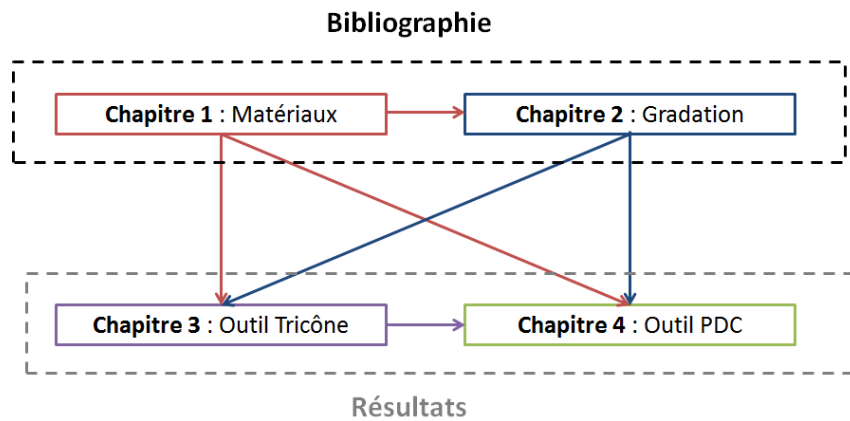 Bibliographie
Chapitre 1 : Matériaux
Chapitre 2 : Gradation
Chapitre 3 : Outil Tricône
Chapitre 4 : Outil PDC
Résultats